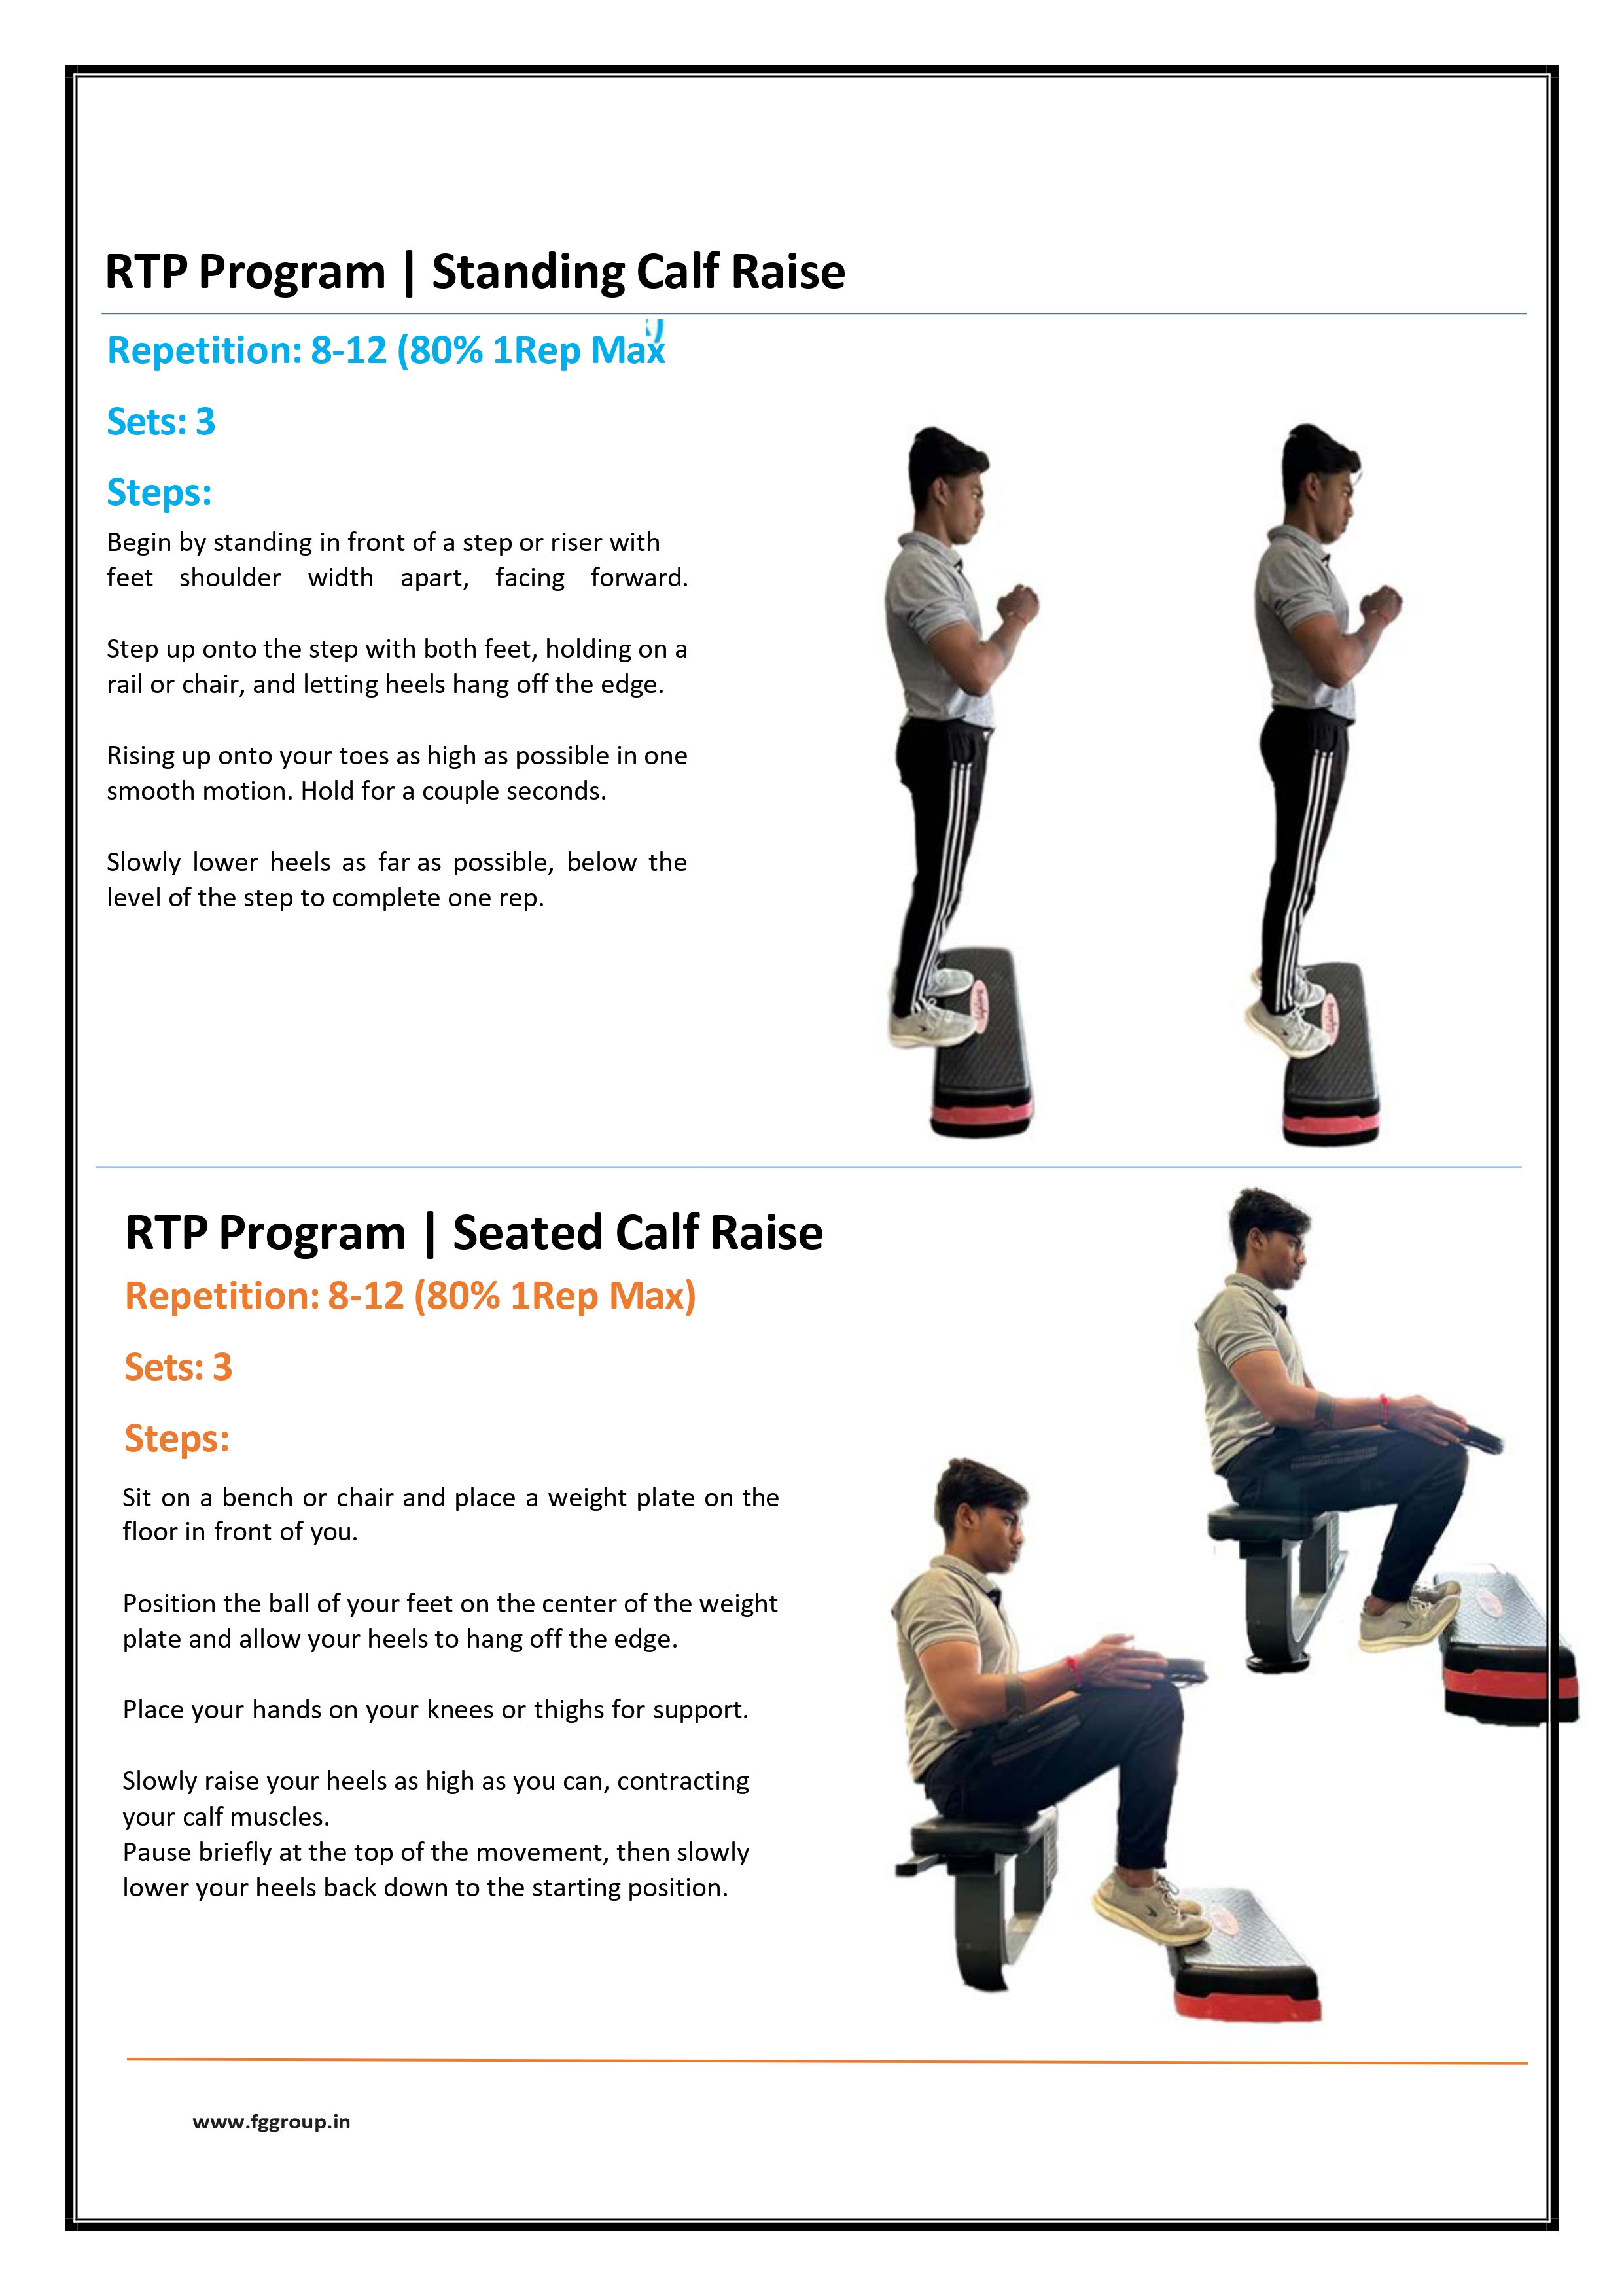 RTP Program | Standing Calf Raise
Repetition: 8-12 (80% 1Rep Max)
Sets: 3
Steps:
Begin by standing in front of a step or riser with
feet shoulder width apart, facing forward.
Step up onto the step with both feet, holding on a
rail or chair, and letting heels hang off the edge.
Rising up onto your toes as high as possible in one
smooth motion. Hold for a couple seconds.
Slowly lower heels as far as possible, below the
level of the step to complete one rep.
RTP Program | Seated Calf Raise
Repetition: 8-12 (80% 1Rep Max)
Sets: 3
Steps:
Sit on a bench or chair and place a weight plate on the
floor in front of you.
Position the ball of your feet on the center of the weight
plate and allow your heels to hang off the edge.
Place your hands on your knees or thighs for support.
Slowly raise your heels as high as you can, contracting
your calf muscles.
Pause briefly at the top of the movement, then slowly
lower your heels back down to the starting position.
www.fggroup.in